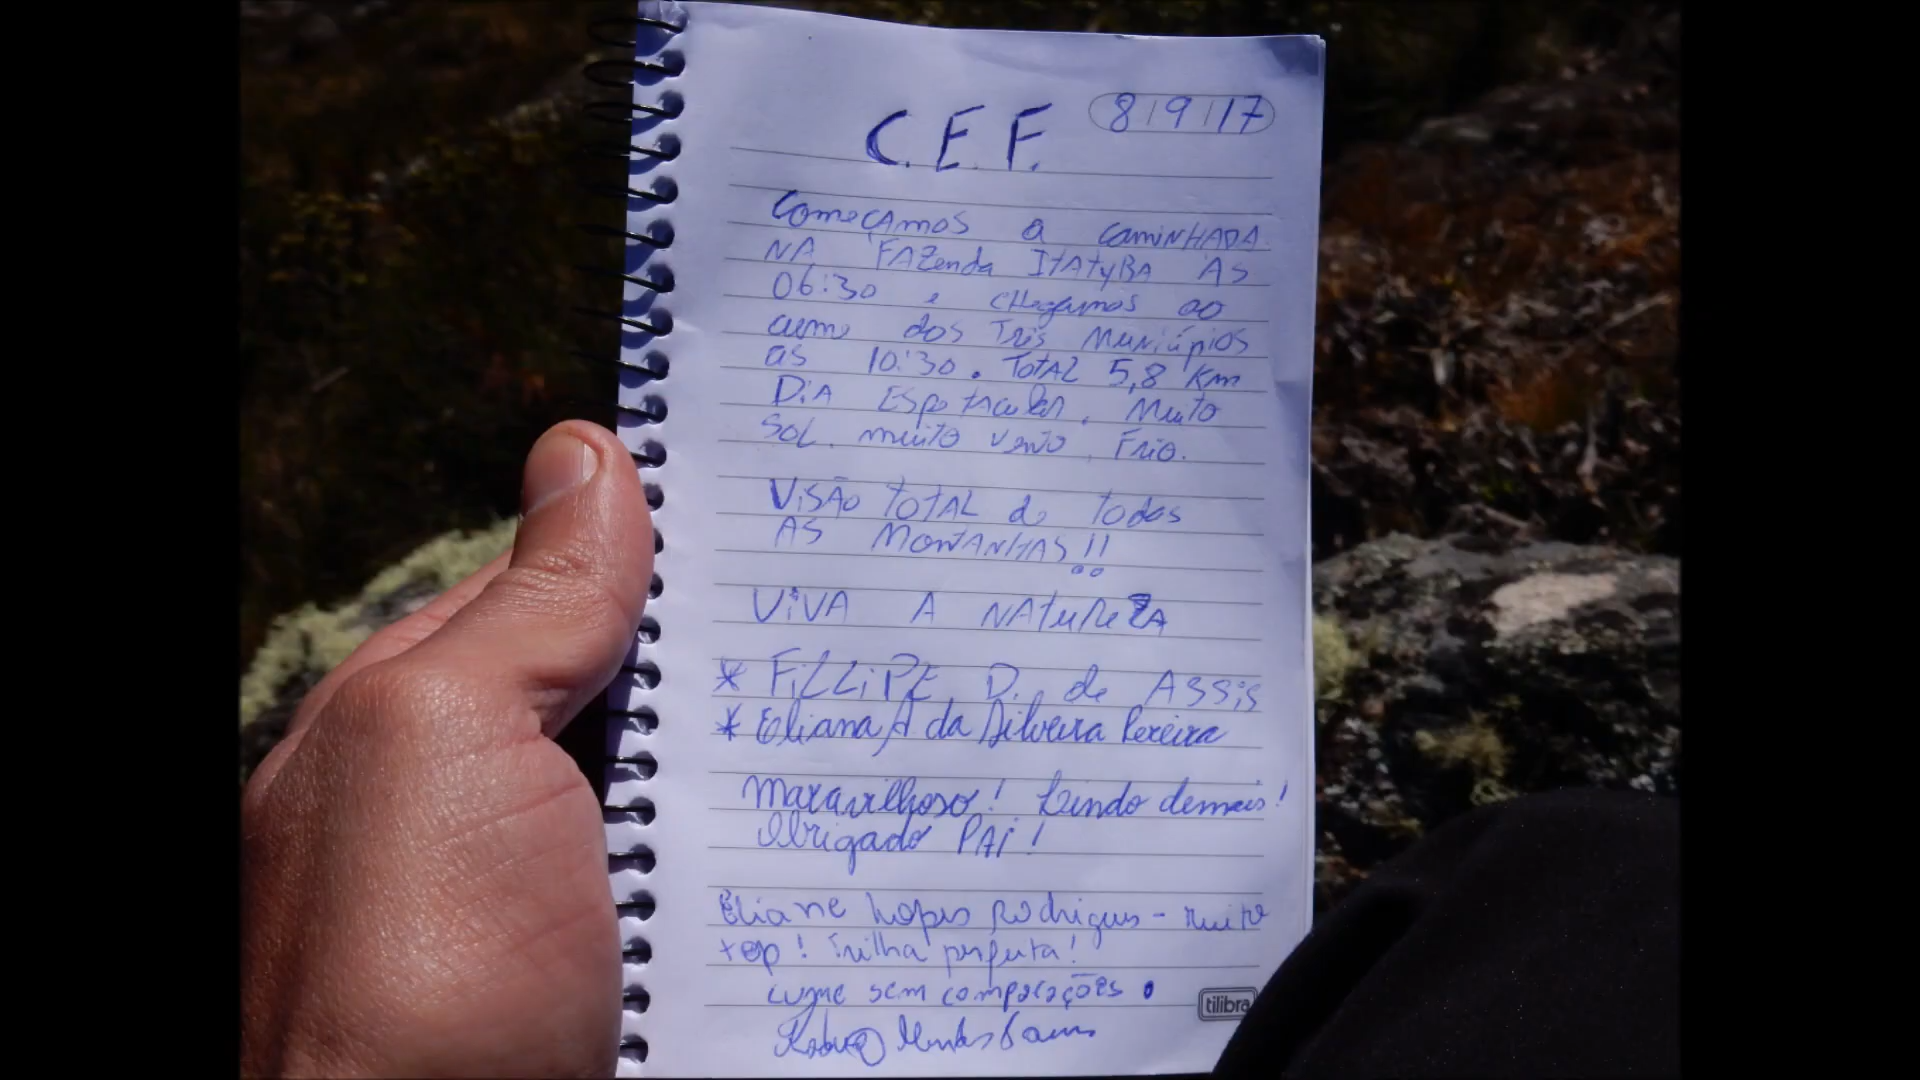 8/9/17
C.E.F.
Começamos a caminHADA
NA FAZenda ItAtyBA AS
06:30 e cHegamos ao
cume dos Três Municípios
as 10:30. TotAL 5,8 Km
DiA EspetAcular. Muito
SOL. muito vento. Frio.
VisÃo totAL de todas
AS MONTANHAS!!
ViVA A NAtureZA
* FiLLiPE D. de Assis
* Eliana A da Silveira Pereira
Maravilhoso! Lindo demais!
Obrigado PAi!
Eliane Lopes Rodrigues - Muito
top! Trilha perfeita!
cume sem comparações.
tilibra